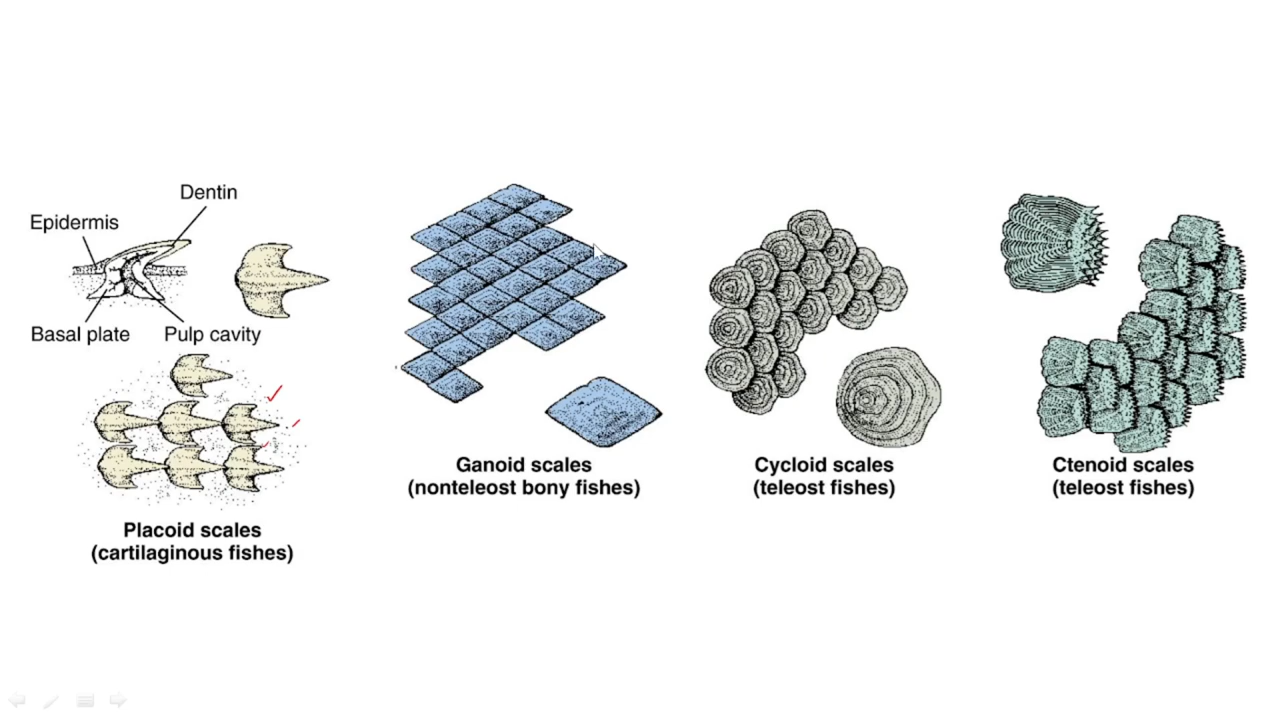 Dentin
Epidermis
Basal plate
Pulp cavity
Placoid scales
(cartilaginous fishes)
Ganoid scales
(nonteleost bony fishes)
Cycloid scales
(teleost fishes)
Ctenoid scales
(teleost fishes)